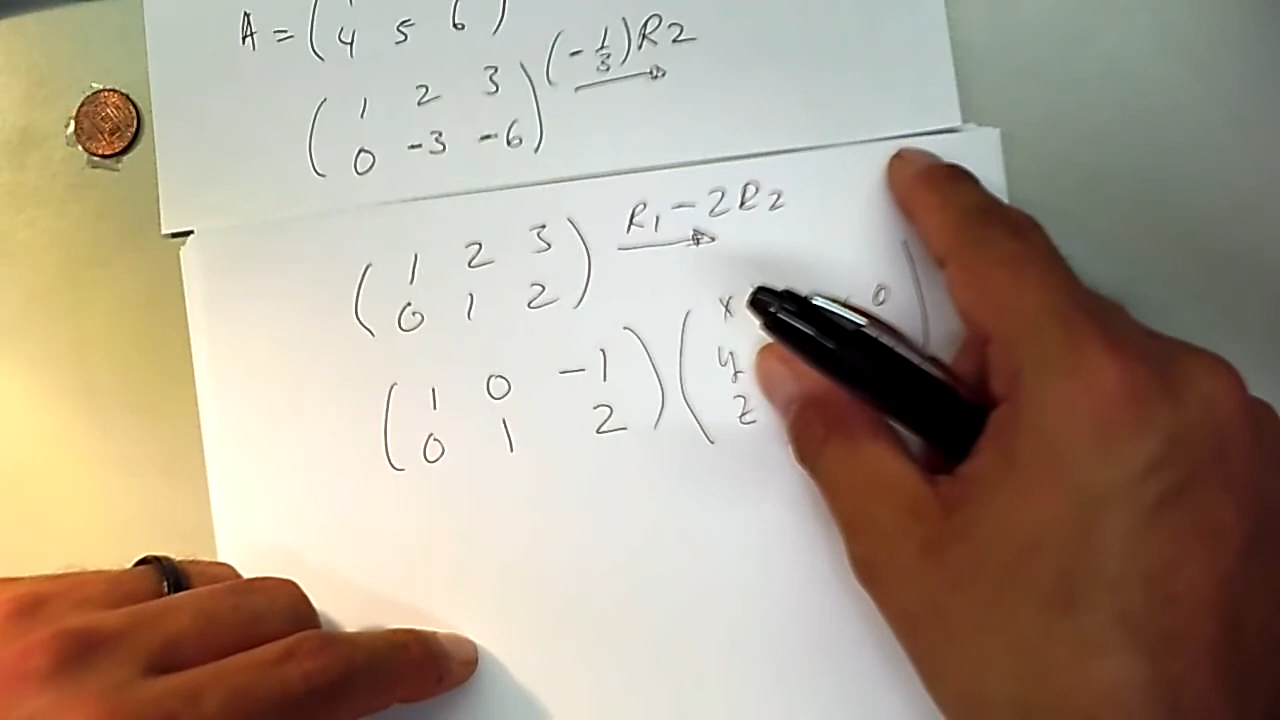 A = ( 4 5 6 )
( 1 2 3
0 -3 -6 ) (-1/3)R2 →
( 1 2 3
0 1 2 ) R1-2R2 →
( 1 0 -1
0 1 2 ) ( x
y
z
0 )